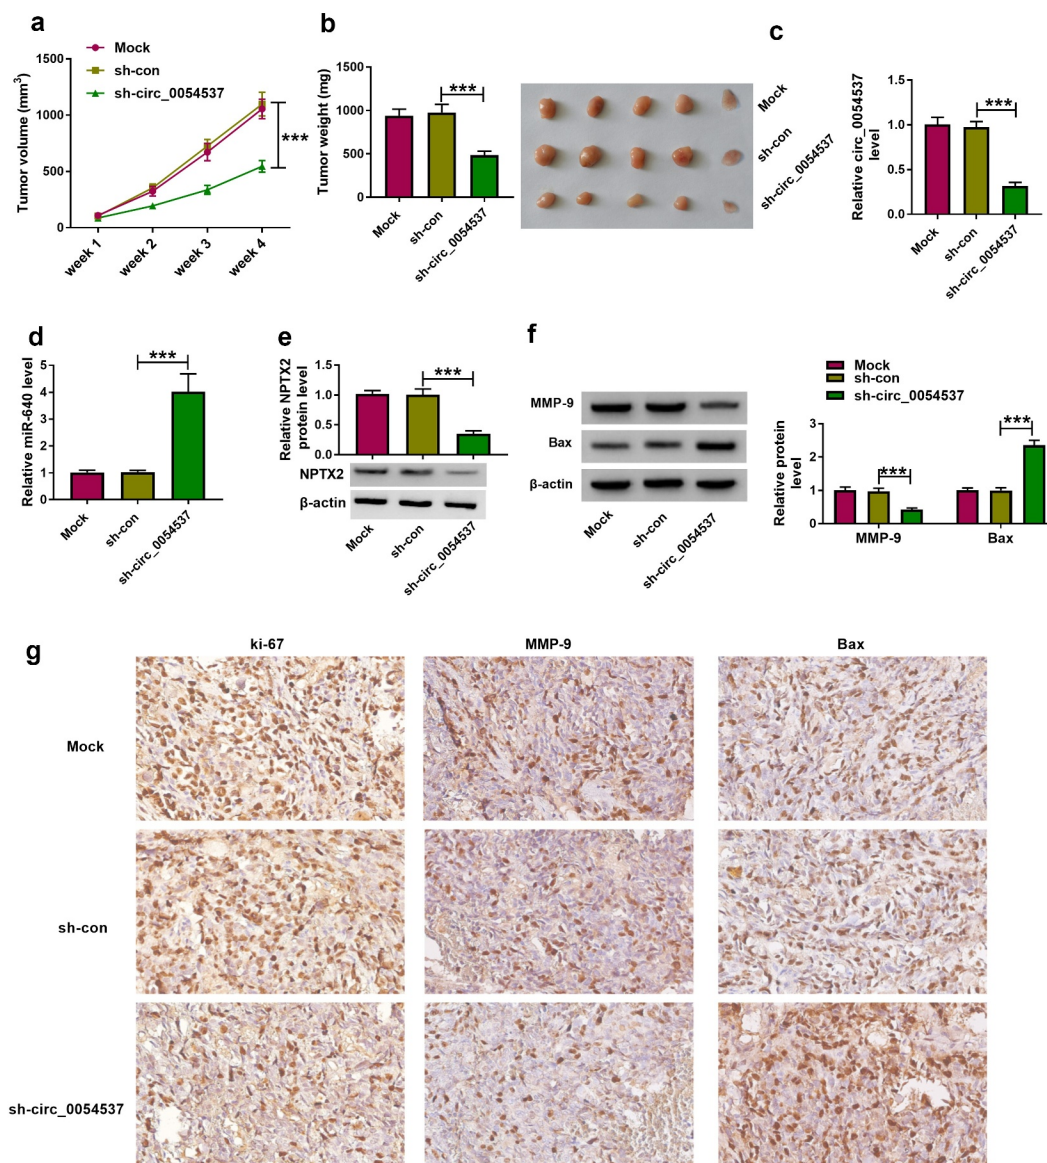 a
Mock
sh-con
sh-circ_0054537
Tumor volume (mm3)
1500
1000
500
0
***
week 1
week 2
week 3
week 4
b
Tumor weight (mg)
1500
1000
500
0
***
Mock
sh-con
sh-circ_0054537
Mock
sh-con
sh-circ_0054537
c
Relative circ_0054537
level
1.5
1.0
0.5
0.0
***
Mock
sh-con
sh-circ_0054537
d
Relative miR-640 level
5
4
3
2
1
0
***
Mock
sh-con
sh-circ_0054537
e
Relative NPTX2
protein level
1.5
1.0
0.5
0.0
***
NPTX2
β-actin
Mock
sh-con
sh-circ_0054537
f
MMP-9
Bax
β-actin
Mock
sh-con
sh-circ_0054537
Mock
sh-con
sh-circ_0054537
Relative protein
level
3
2
1
0
***
***
MMP-9
Bax
g
ki-67
MMP-9
Bax
Mock
sh-con
sh-circ_0054537